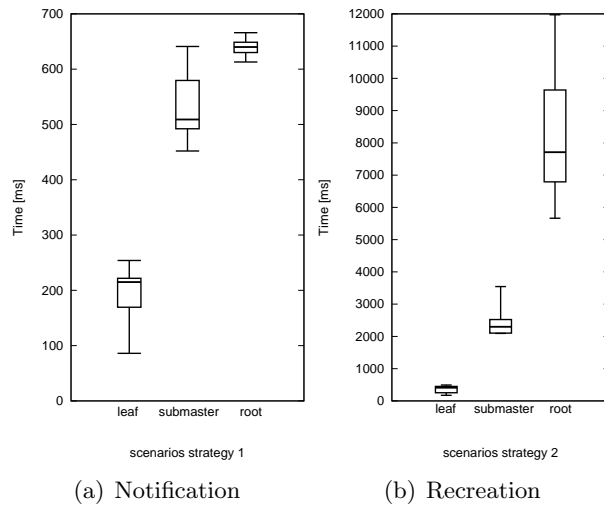 700
600
500
400
300
200
100
0
Time [ms]
leaf submaster root
scenarios strategy 1
(a) Notification
12000
11000
10000
9000
8000
7000
6000
5000
4000
3000
2000
1000
0
Time [ms]
leaf submaster root
scenarios strategy 2
(b) Recreation